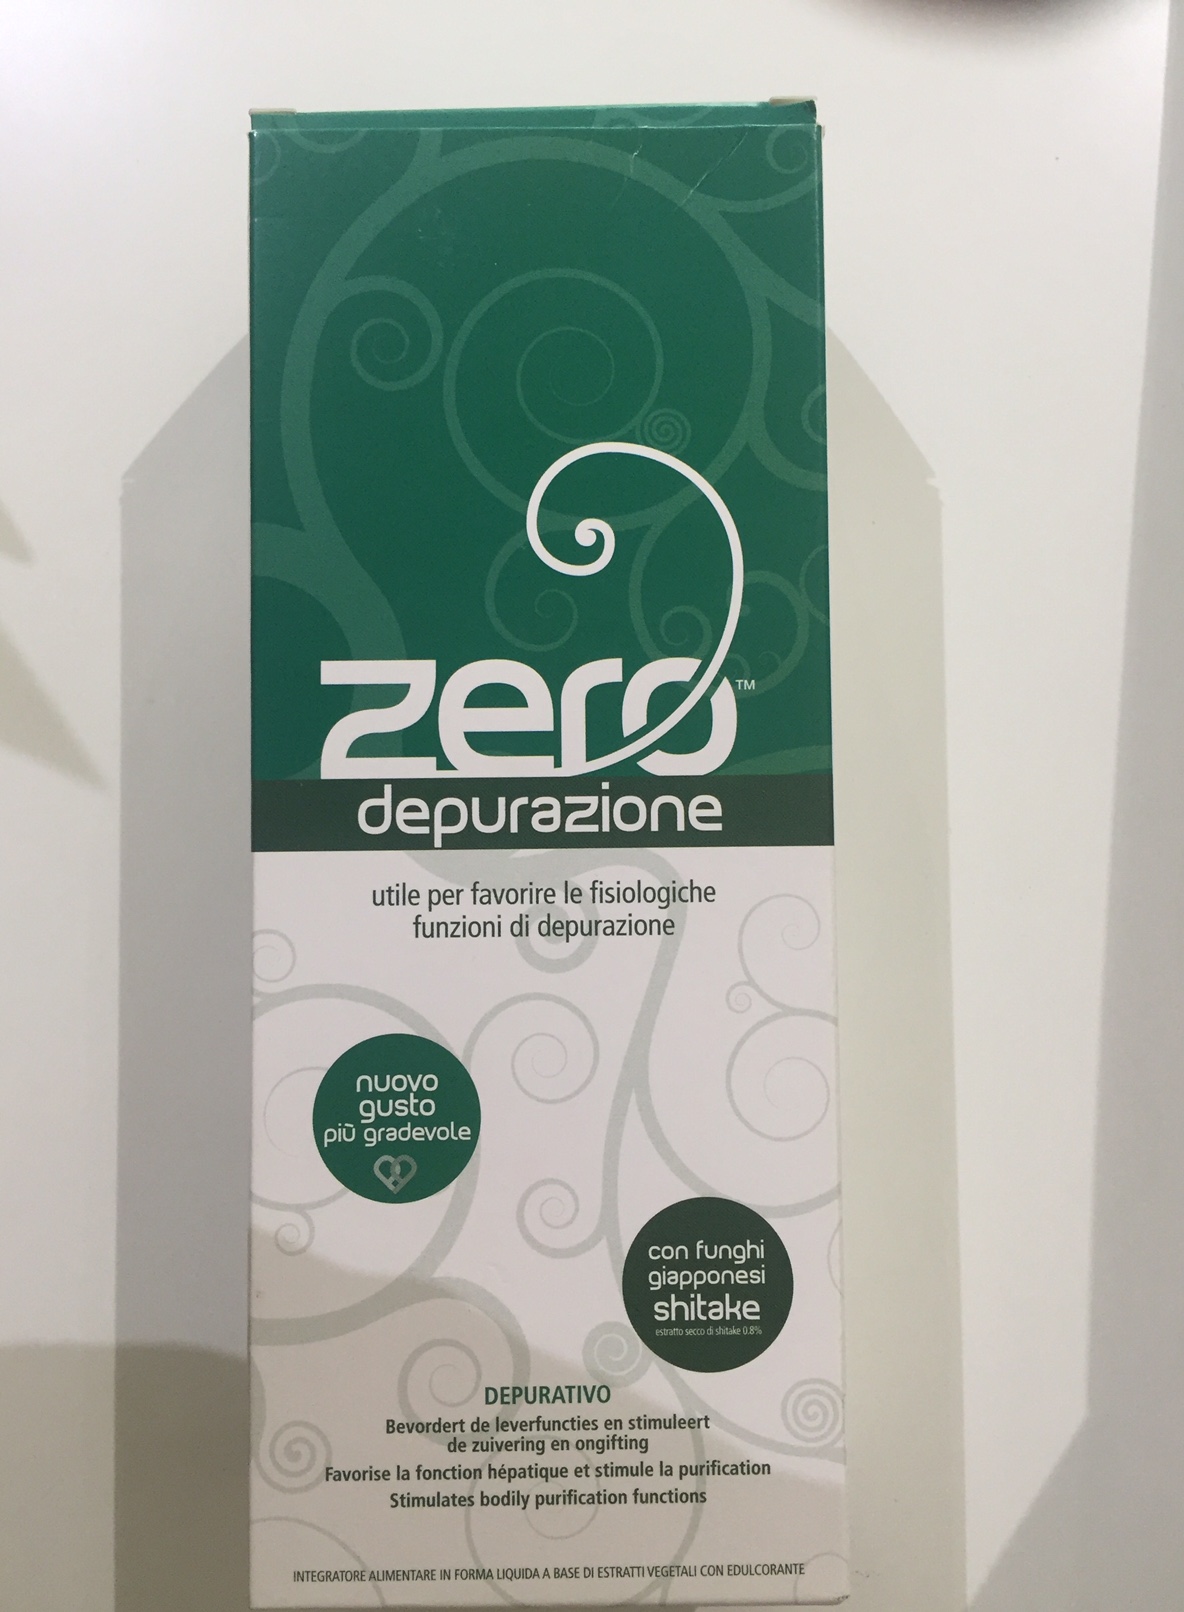 zero™
depurazione
utile per favorire le fisiologiche
funzioni di depurazione
nuovo
gusto
più gradevole
con funghi
giapponesi
shitake
estratto secco di shitake 0.8%
DEPURATIVO
Bevordert de leverfuncties en stimuleert
de zuivering en ongifting
Favorise la fonction hépatique et stimule la purification
Stimulates bodily purification functions
INTEGRATORE ALIMENTARE IN FORMA LIQUIDA A BASE DI ESTRATTI VEGETALI CON EDULCORANTE